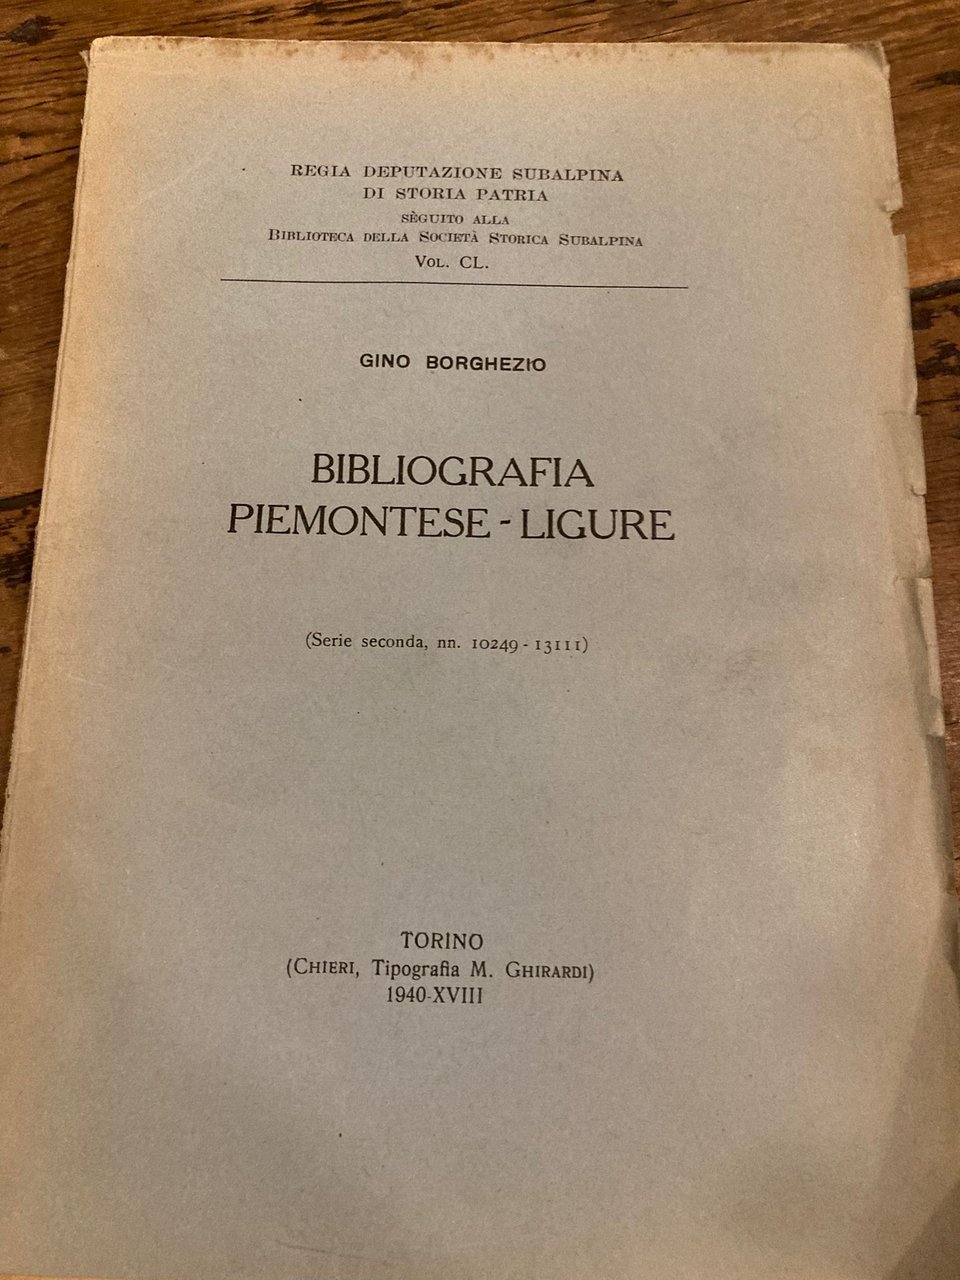 REGIA DEPUTAZIONE SUBALPINA
DI STORIA PATRIA
SÈGUITO ALLA
BIBLIOTECA DELLA SOCIETÀ STORICA SUBALPINA
VOL. CL.
GINO BORGHEZIO
BIBLIOGRAFIA
PIEMONTESE - LIGURE
(Serie seconda, nn. 10249 - 13111)
TORINO
(CHIERI, Tipografia M. GHIRARDI)
1940-XVIII